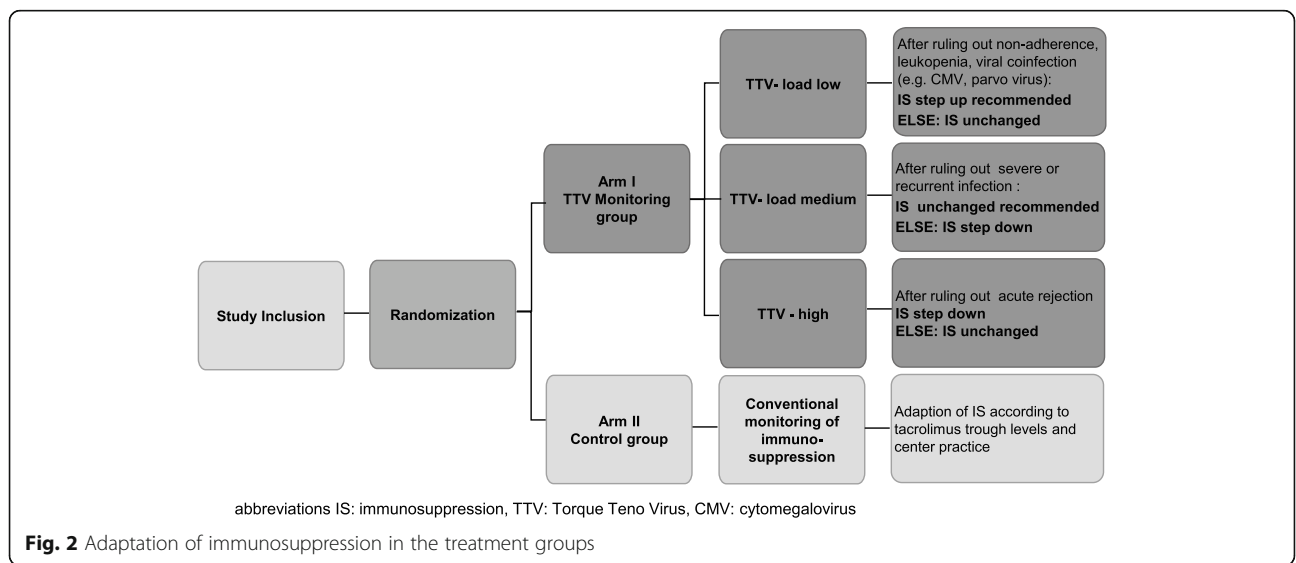 Study Inclusion
Randomization
Arm I
TTV Monitoring
group
TTV- load low
After ruling out non-adherence,
leukopenia, viral coinfection
(e.g. CMV, parvo virus):
IS step up recommended
ELSE: IS unchanged
TTV- load medium
After ruling out severe or
recurrent infection :
IS unchanged recommended
ELSE: IS step down
TTV - high
After ruling out acute rejection
IS step down
ELSE: IS unchanged
Arm II
Control group
Conventional
monitoring of
immuno-
suppression
Adaption of IS according to
tacrolimus trough levels and
center practice
abbreviations IS: immunosuppression, TTV: Torque Teno Virus, CMV: cytomegalovirus
Fig. 2 Adaptation of immunosuppression in the treatment groups